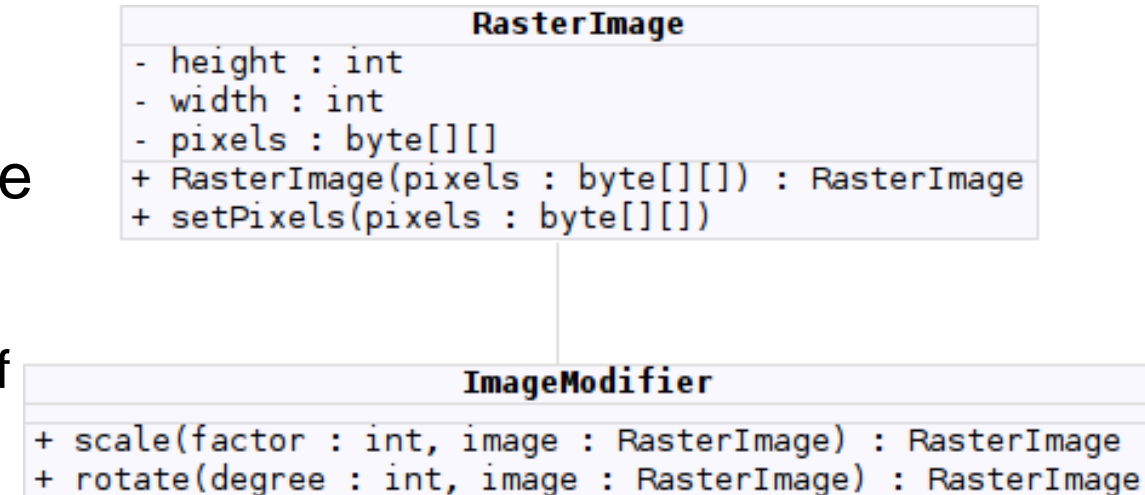 RasterImage
- height : int
- width : int
- pixels : byte[][]
e
+ RasterImage(pixels : byte[][]) : RasterImage
+ setPixels(pixels : byte[][])
f
ImageModifier
+ scale(factor : int, image : RasterImage) : RasterImage
+ rotate(degree : int, image : RasterImage) : RasterImage